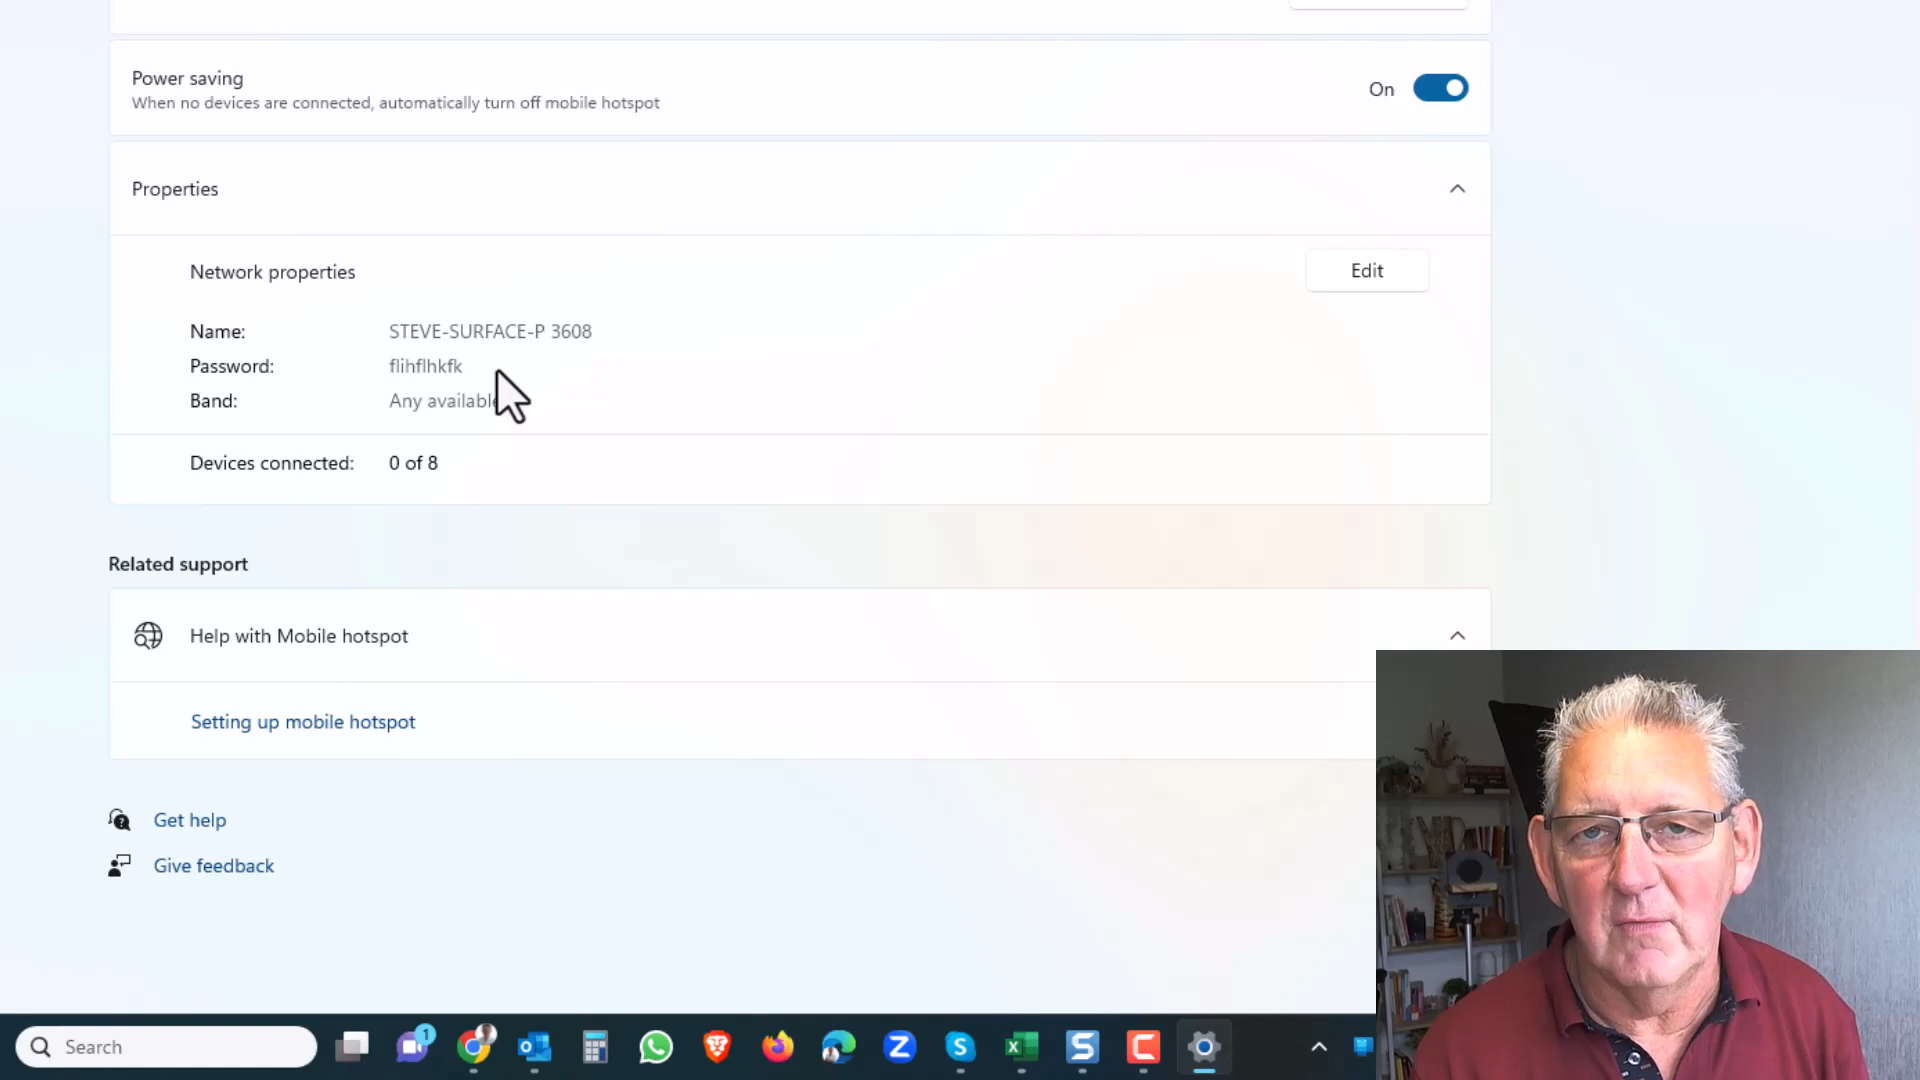 Power saving
When no devices are connected, automatically turn off mobile hotspot
On
Properties
Network properties
Edit
Name: STEVE-SURFACE-P 3608
Password: flihflhkfk
Band: Any available
Devices connected: 0 of 8
Related support
Help with Mobile hotspot
Setting up mobile hotspot
Get help
Give feedback
Search
1